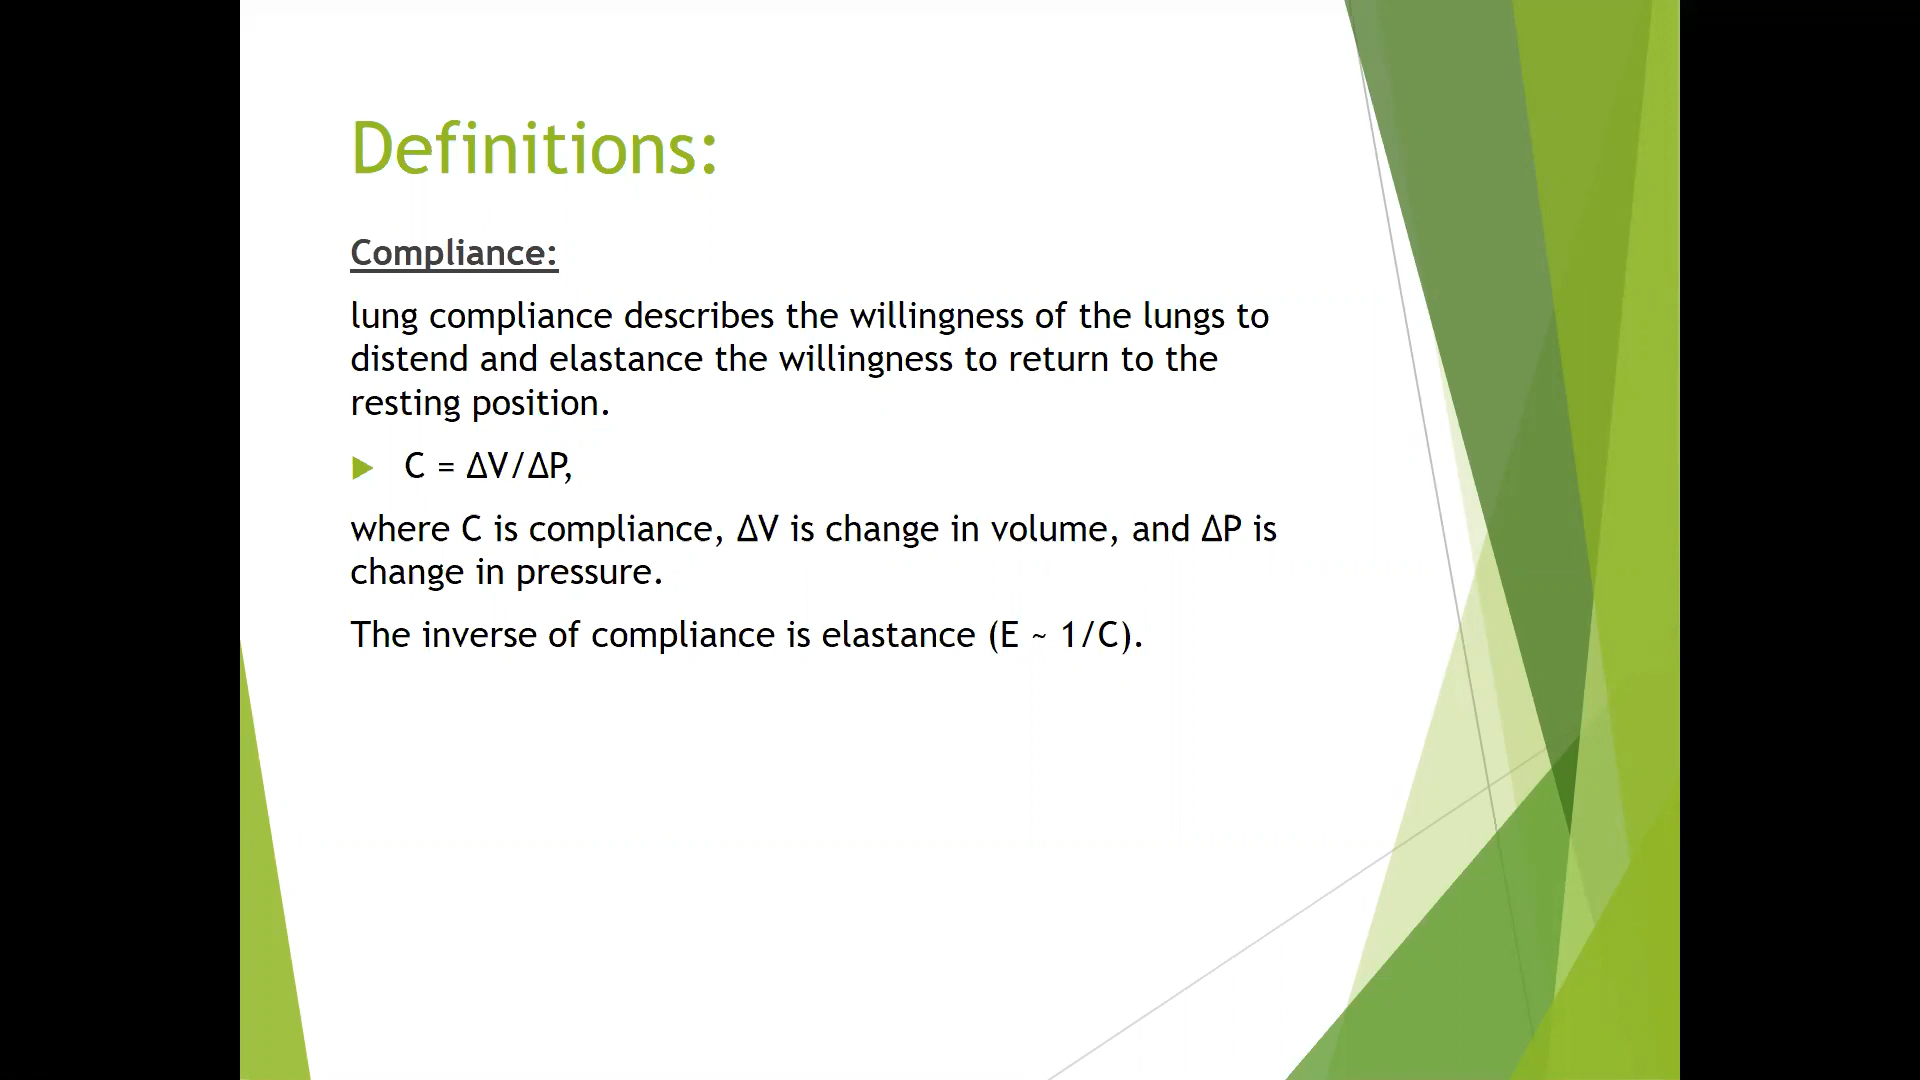 Definitions:
Compliance:
lung compliance describes the willingness of the lungs to
distend and elastance the willingness to return to the
resting position.
C = ΔV/ΔP,
where C is compliance, ΔV is change in volume, and ΔP is
change in pressure.
The inverse of compliance is elastance (E ~ 1/C).